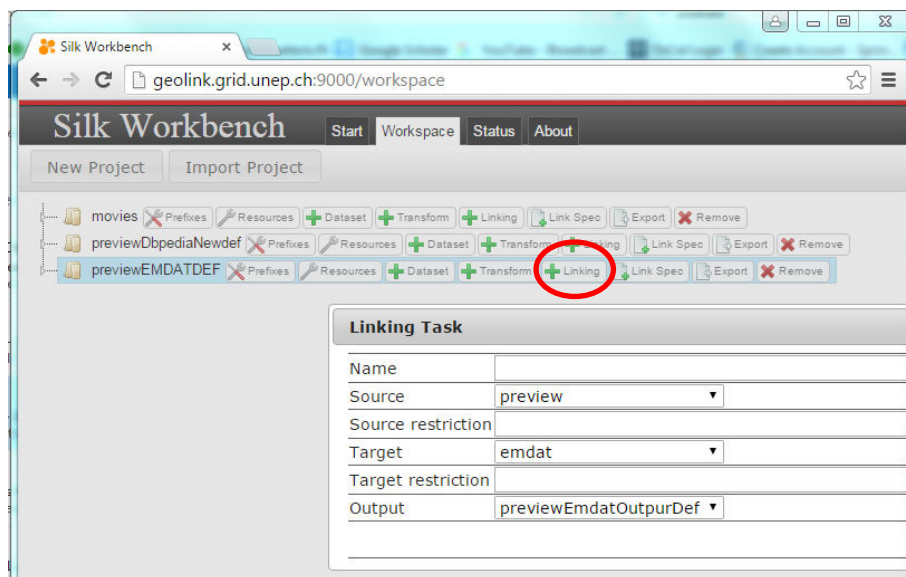 Silk Workbench
geolink.grid.unep.ch:9000/workspace
Silk Workbench Start Workspace Status About
New Project Import Project
movies Prefixes Resources Dataset Transform Linking Link Spec Export Remove
previewDbpediaNewdef Prefixes Resources Dataset Transform Linking Link Spec Export Remove
previewEMDATDEF Prefixes Resources Dataset Transform Linking Link Spec Export Remove
Linking Task
Name
Source preview
Source restriction
Target emdat
Target restriction
Output previewEmdatOutpurDef